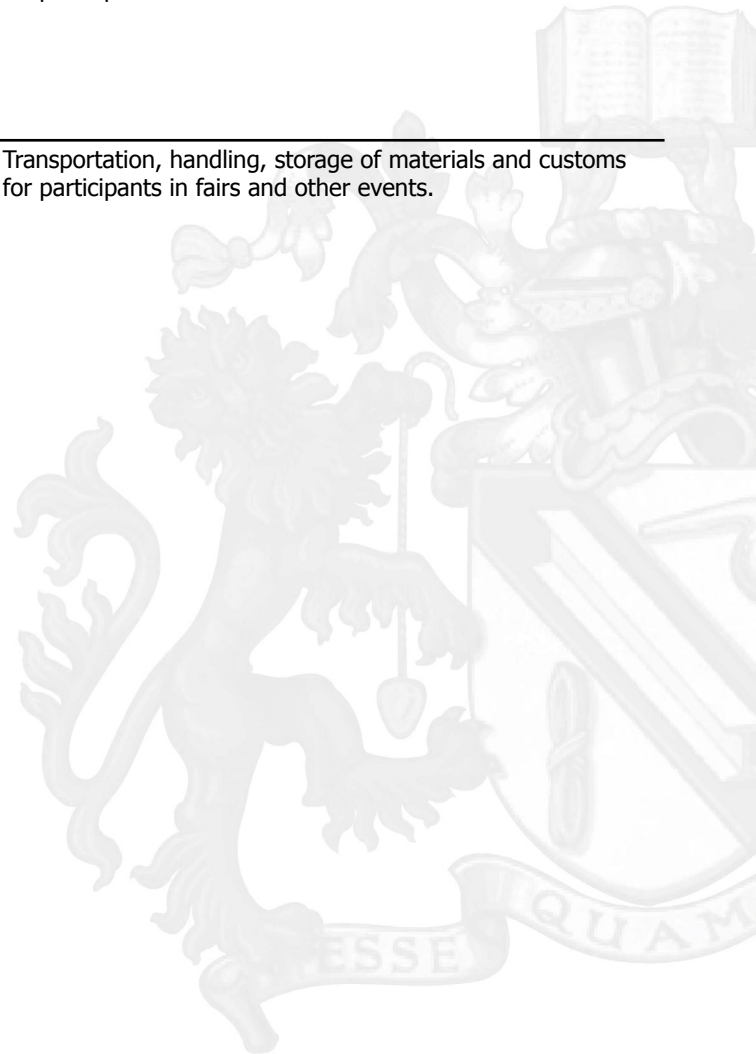 Transportation, handling, storage of materials and customs
for participants in fairs and other events.
ESSE
QUAM